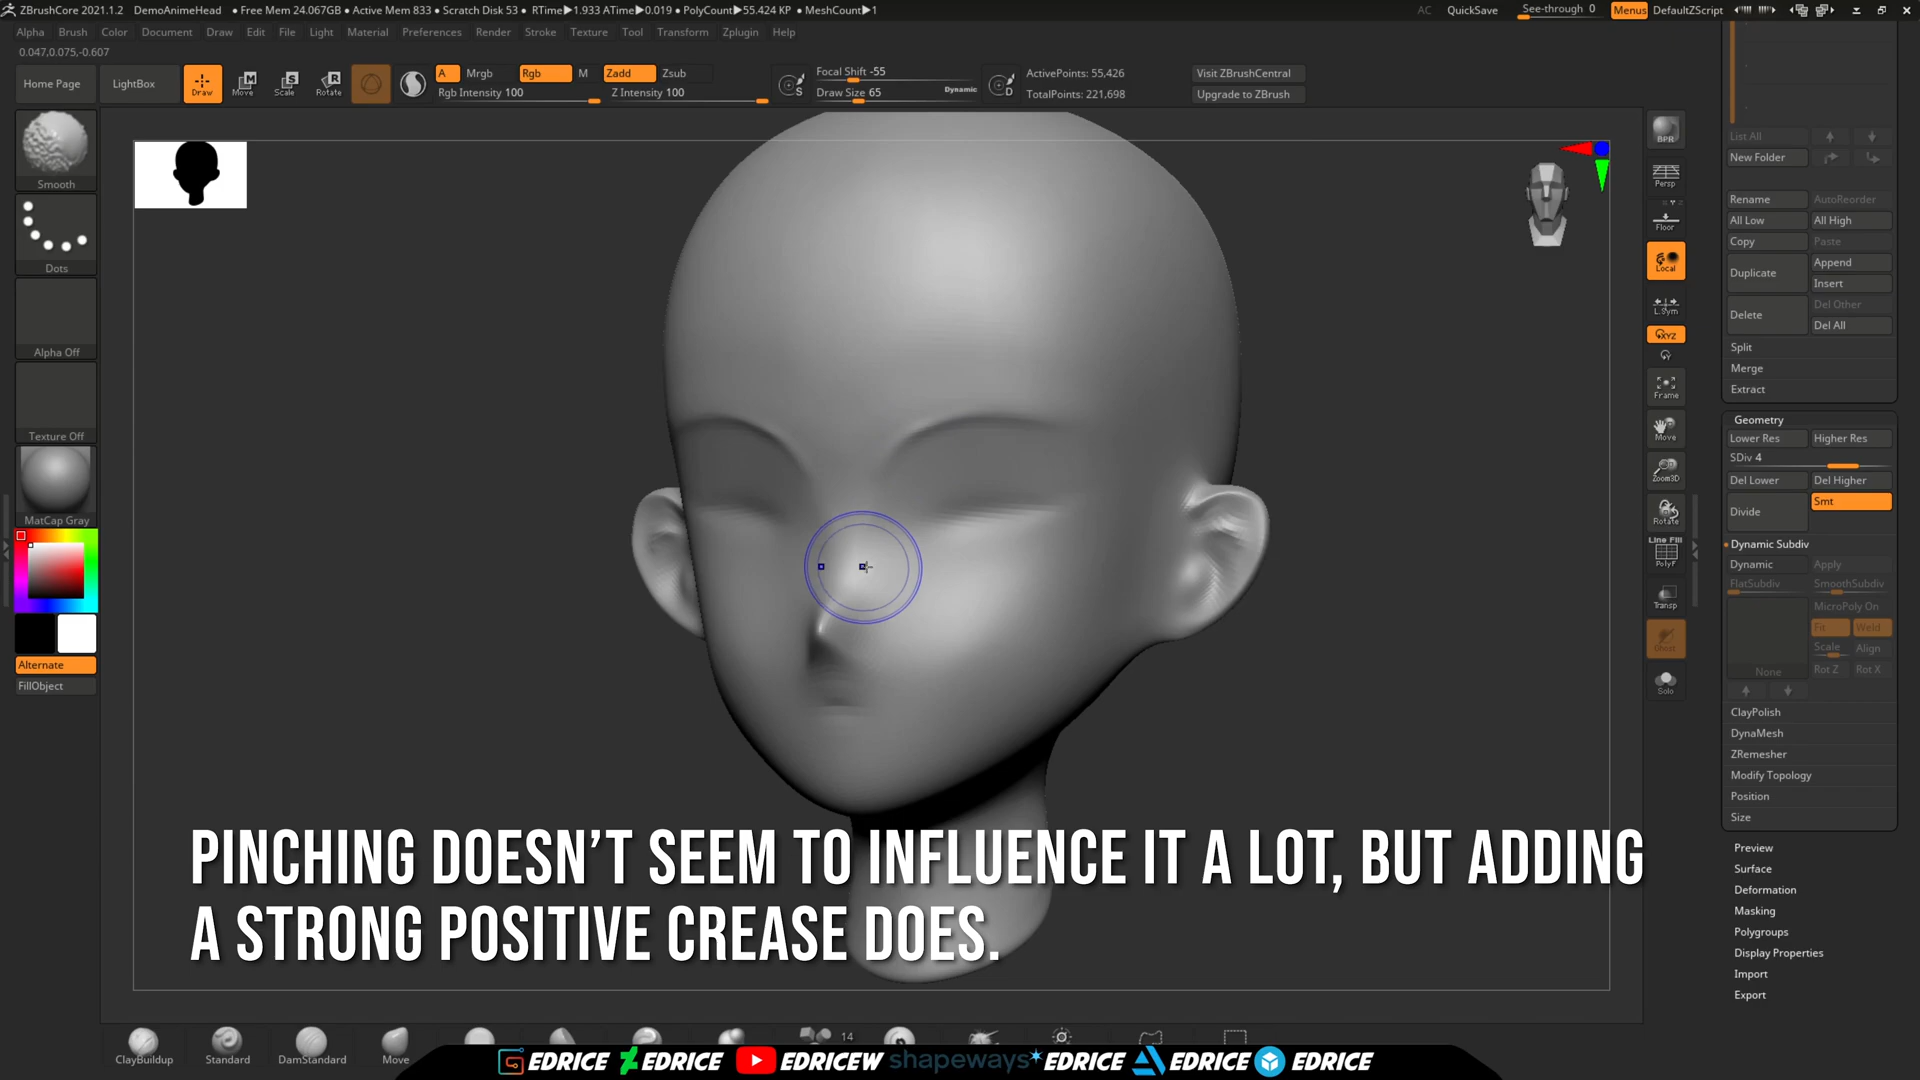 ZBrushCore 2021.1.2 DemoAnimeHead • Free Mem 24.067GB • Active Mem 833 • Scratch Disk 53 • RTime▶1.933 ATime▶0.019 • PolyCount▶55.424 KP • MeshCount▶1
AC QuickSave See-through 0 Menus DefaultZScript
Alpha Brush Color Document Draw Edit File Light Material Preferences Render Stroke Texture Tool Transform Zplugin Help
0.047,0.075,-0.607
Home Page LightBox Draw Move Scale Rotate
A Mrgb Rgb M Zadd Zsub
Rgb Intensity 100 Z Intensity 100
Focal Shift -55
Draw Size 65 Dynamic
ActivePoints: 55,426
TotalPoints: 221,698
Visit ZBrushCentral
Upgrade to ZBrush
Smooth
Dots
Alpha Off
Texture Off
MatCap Gray
Alternate
FillObject
BPR
Persp
Floor
Local
L.Sym
XYZ
Frame
Move
Zoom3D
Rotate
Line Fill
PolyF
Transp
Ghost
Solo
List All
New Folder
Rename AutoReorder
All Low All High
Copy Paste
Duplicate Append
Insert
Delete Del Other
Del All
Split
Merge
Extract
Geometry
Lower Res Higher Res
SDiv 4
Del Lower Del Higher
Divide Smt
Dynamic Subdiv
Dynamic Apply
FlatSubdiv SmoothSubdiv
MicroPoly On
Fit Weld
Scale Align
None Rot Z Rot X
ClayPolish
DynaMesh
ZRemesher
Modify Topology
Position
Size
Preview
Surface
Deformation
Masking
Polygroups
Display Properties
Import
Export
PINCHING DOESN'T SEEM TO INFLUENCE IT A LOT, BUT ADDING
A STRONG POSITIVE CREASE DOES.
14
ClayBuildup Standard DamStandard Move
EDRICE EDRICE EDRICEW shapeways EDRICE EDRICE EDRICE